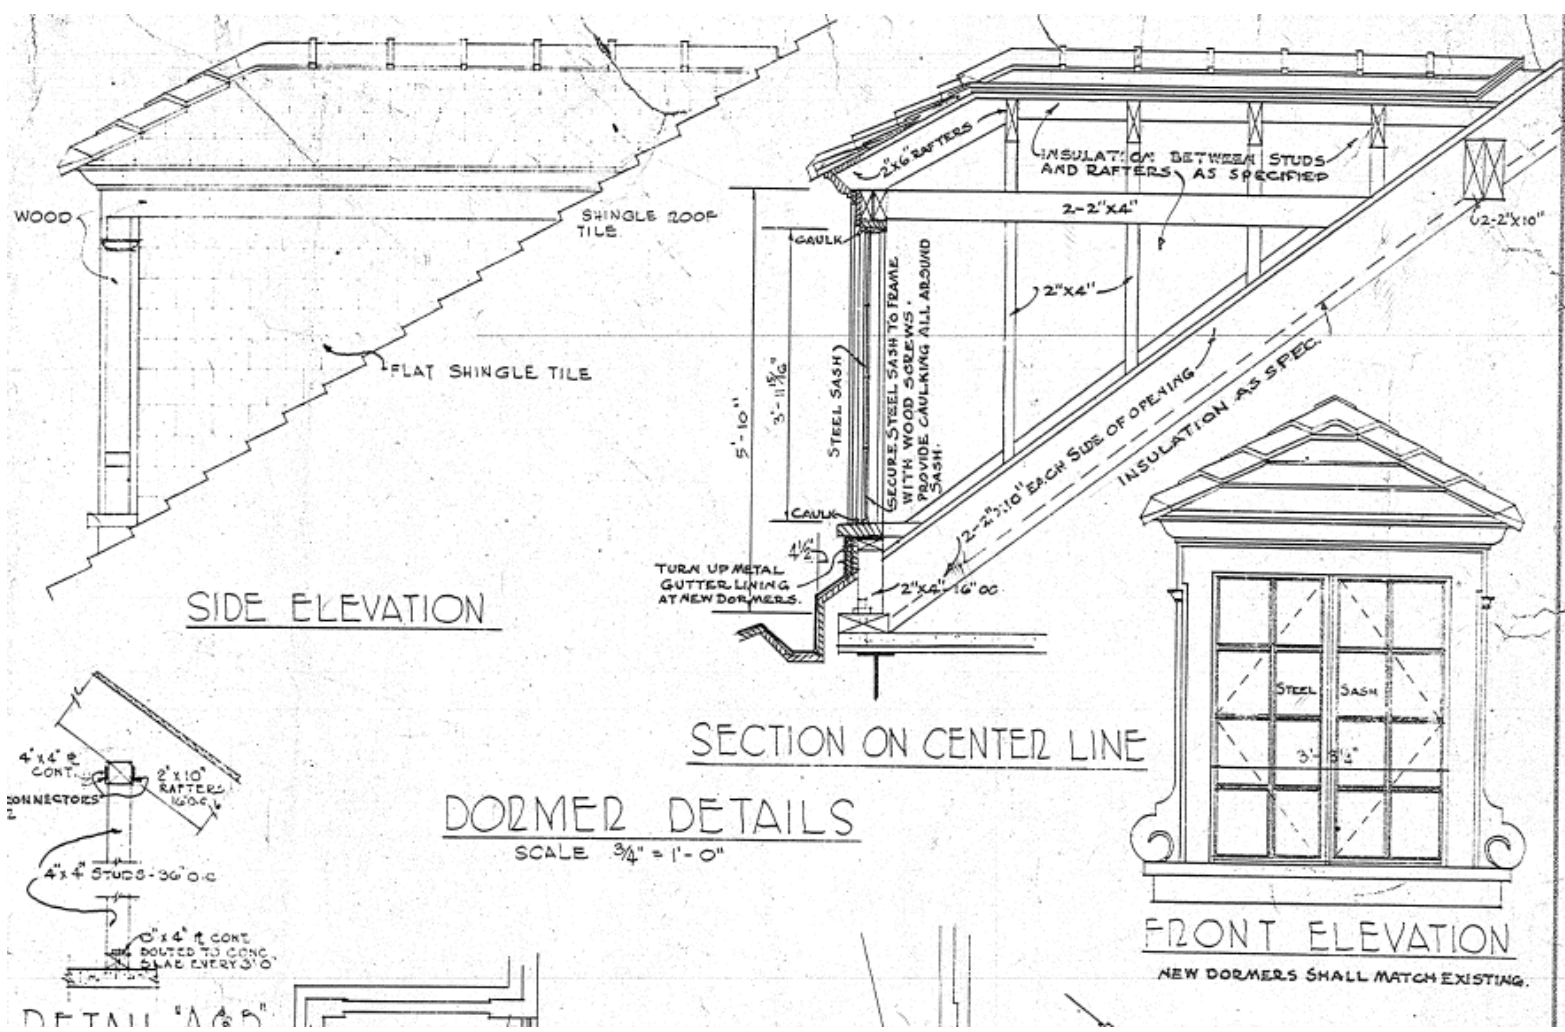 WOOD
SHINGLE ROOF
TILE.
FLAT SHINGLE TILE
SIDE ELEVATION
2"x6" RAFTERS
INSULATION BETWEEN STUDS
AND RAFTERS, AS SPECIFIED
2-2"x4"
2-2"x10"
CAULK
2"x4"
5'-10"
3'-11 15/16"
STEEL SASH
SECURE STEEL SASH TO FRAME
WITH WOOD SCREWS.
PROVIDE CAULKING ALL AROUND
SASH.
2-2"x10" EACH SIDE OF OPENING
INSULATION AS SPEC.
CAULK
4 1/2"
TURN UP METAL
GUTTER LINING
AT NEW DORMERS.
2"x4"-16" OC
SECTION ON CENTER LINE
DORMER DETAILS
SCALE 3/4" = 1'-0"
STEEL SASH
FRONT ELEVATION
NEW DORMERS SHALL MATCH EXISTING.
4"x4" ℞
CONT.
2"x10"
RAFTERS
16"O.C.
CONNECTORS
4"x4" STUDS-36" O.C
x4" ℞ CONT.
BOLTED TO CONC.
SLAB EVERY 3'0"
DETAIL